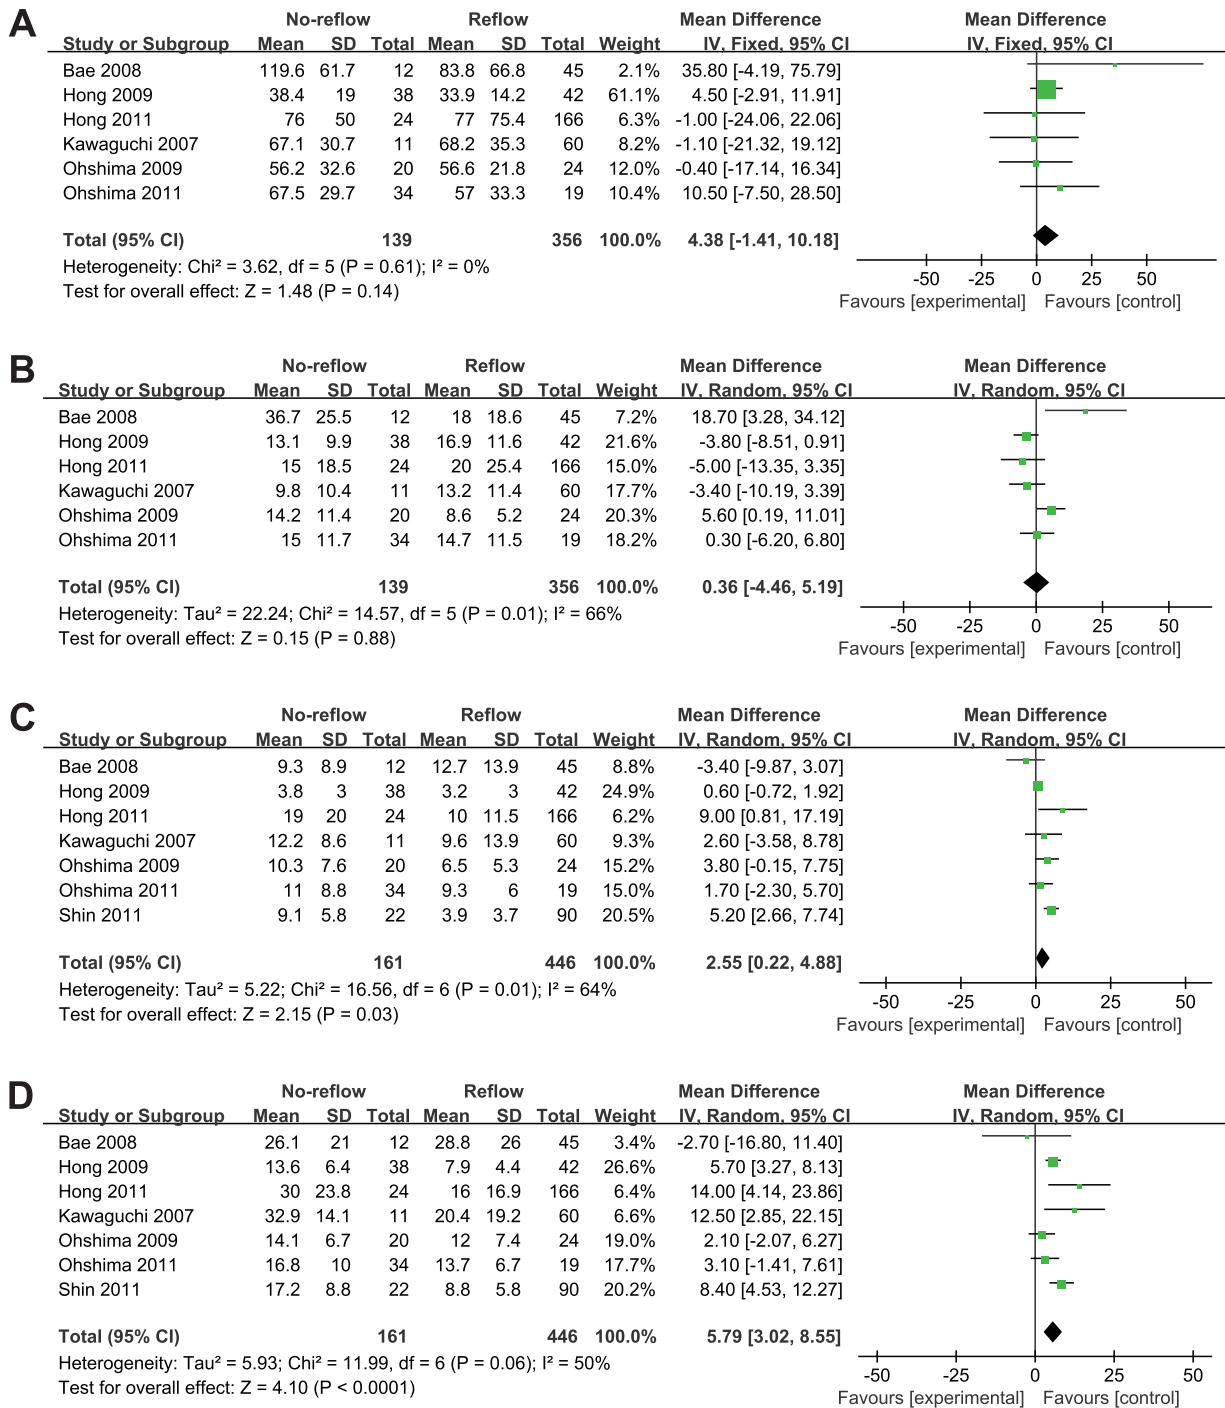 A
No-reflow Reflow Mean Difference Mean Difference
Study or Subgroup Mean SD Total Mean SD Total Weight IV, Fixed, 95% CI IV, Fixed, 95% CI
Bae 2008 119.6 61.7 12 83.8 66.8 45 2.1% 35.80 [-4.19, 75.79]
Hong 2009 38.4 19 38 33.9 14.2 42 61.1% 4.50 [-2.91, 11.91]
Hong 2011 76 50 24 77 75.4 166 6.3% -1.00 [-24.06, 22.06]
Kawaguchi 2007 67.1 30.7 11 68.2 35.3 60 8.2% -1.10 [-21.32, 19.12]
Ohshima 2009 56.2 32.6 20 56.6 21.8 24 12.0% -0.40 [-17.14, 16.34]
Ohshima 2011 67.5 29.7 34 57 33.3 19 10.4% 10.50 [-7.50, 28.50]
Total (95% CI) 139 356 100.0% 4.38 [-1.41, 10.18]
Heterogeneity: Chi² = 3.62, df = 5 (P = 0.61); I² = 0%
Test for overall effect: Z = 1.48 (P = 0.14)
-50 -25 0 25 50
Favours [experimental] Favours [control]
B
No-reflow Reflow Mean Difference Mean Difference
Study or Subgroup Mean SD Total Mean SD Total Weight IV, Random, 95% CI IV, Random, 95% CI
Bae 2008 36.7 25.5 12 18 18.6 45 7.2% 18.70 [3.28, 34.12]
Hong 2009 13.1 9.9 38 16.9 11.6 42 21.6% -3.80 [-8.51, 0.91]
Hong 2011 15 18.5 24 20 25.4 166 15.0% -5.00 [-13.35, 3.35]
Kawaguchi 2007 9.8 10.4 11 13.2 11.4 60 17.7% -3.40 [-10.19, 3.39]
Ohshima 2009 14.2 11.4 20 8.6 5.2 24 20.3% 5.60 [0.19, 11.01]
Ohshima 2011 15 11.7 34 14.7 11.5 19 18.2% 0.30 [-6.20, 6.80]
Total (95% CI) 139 356 100.0% 0.36 [-4.46, 5.19]
Heterogeneity: Tau² = 22.24; Chi² = 14.57, df = 5 (P = 0.01); I² = 66%
Test for overall effect: Z = 0.15 (P = 0.88)
-50 -25 0 25 50
Favours [experimental] Favours [control]
C
No-reflow Reflow Mean Difference Mean Difference
Study or Subgroup Mean SD Total Mean SD Total Weight IV, Random, 95% CI IV, Random, 95% CI
Bae 2008 9.3 8.9 12 12.7 13.9 45 8.8% -3.40 [-9.87, 3.07]
Hong 2009 3.8 3 38 3.2 3 42 24.9% 0.60 [-0.72, 1.92]
Hong 2011 19 20 24 10 11.5 166 6.2% 9.00 [0.81, 17.19]
Kawaguchi 2007 12.2 8.6 11 9.6 13.9 60 9.3% 2.60 [-3.58, 8.78]
Ohshima 2009 10.3 7.6 20 6.5 5.3 24 15.2% 3.80 [-0.15, 7.75]
Ohshima 2011 11 8.8 34 9.3 6 19 15.0% 1.70 [-2.30, 5.70]
Shin 2011 9.1 5.8 22 3.9 3.7 90 20.5% 5.20 [2.66, 7.74]
Total (95% CI) 161 446 100.0% 2.55 [0.22, 4.88]
Heterogeneity: Tau² = 5.22; Chi² = 16.56, df = 6 (P = 0.01); I² = 64%
Test for overall effect: Z = 2.15 (P = 0.03)
-50 -25 0 25 50
Favours [experimental] Favours [control]
D
No-reflow Reflow Mean Difference Mean Difference
Study or Subgroup Mean SD Total Mean SD Total Weight IV, Random, 95% CI IV, Random, 95% CI
Bae 2008 26.1 21 12 28.8 26 45 3.4% -2.70 [-16.80, 11.40]
Hong 2009 13.6 6.4 38 7.9 4.4 42 26.6% 5.70 [3.27, 8.13]
Hong 2011 30 23.8 24 16 16.9 166 6.4% 14.00 [4.14, 23.86]
Kawaguchi 2007 32.9 14.1 11 20.4 19.2 60 6.6% 12.50 [2.85, 22.15]
Ohshima 2009 14.1 6.7 20 12 7.4 24 19.0% 2.10 [-2.07, 6.27]
Ohshima 2011 16.8 10 34 13.7 6.7 19 17.7% 3.10 [-1.41, 7.61]
Shin 2011 17.2 8.8 22 8.8 5.8 90 20.2% 8.40 [4.53, 12.27]
Total (95% CI) 161 446 100.0% 5.79 [3.02, 8.55]
Heterogeneity: Tau² = 5.93; Chi² = 11.99, df = 6 (P = 0.06); I² = 50%
Test for overall effect: Z = 4.10 (P < 0.0001)
-50 -25 0 25 50
Favours [experimental] Favours [control]